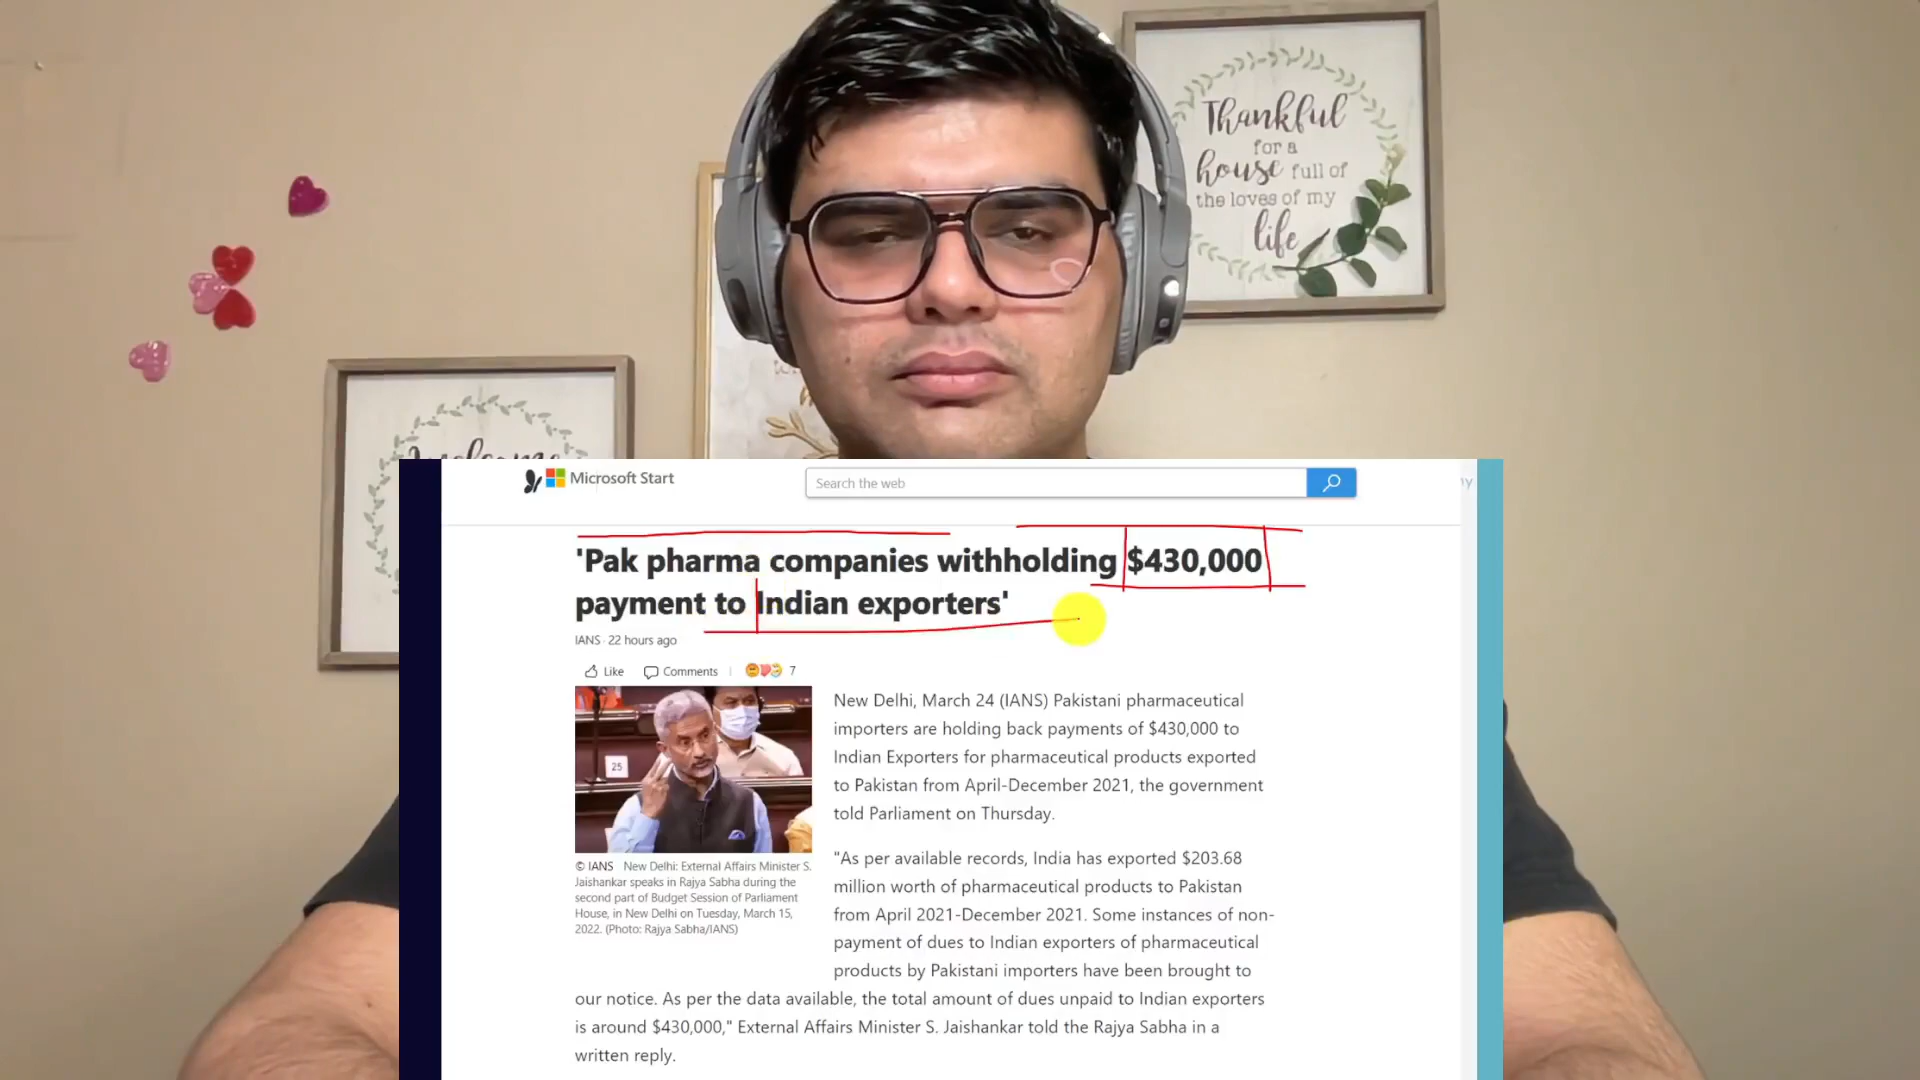 Thankful
for a
house full of
the loves of my
life
Welcome
Microsoft Start
Search the web
'Pak pharma companies withholding $430,000
payment to Indian exporters'
IANS · 22 hours ago
Like Comments 7
25
© IANS New Delhi: External Affairs Minister S.
Jaishankar speaks in Rajya Sabha during the
second part of Budget Session of Parliament
House, in New Delhi on Tuesday, March 15,
2022. (Photo: Rajya Sabha/IANS)
New Delhi, March 24 (IANS) Pakistani pharmaceutical
importers are holding back payments of $430,000 to
Indian Exporters for pharmaceutical products exported
to Pakistan from April-December 2021, the government
told Parliament on Thursday.
"As per available records, India has exported $203.68
million worth of pharmaceutical products to Pakistan
from April 2021-December 2021. Some instances of non-
payment of dues to Indian exporters of pharmaceutical
products by Pakistani importers have been brought to
our notice. As per the data available, the total amount of dues unpaid to Indian exporters
is around $430,000," External Affairs Minister S. Jaishankar told the Rajya Sabha in a
written reply.